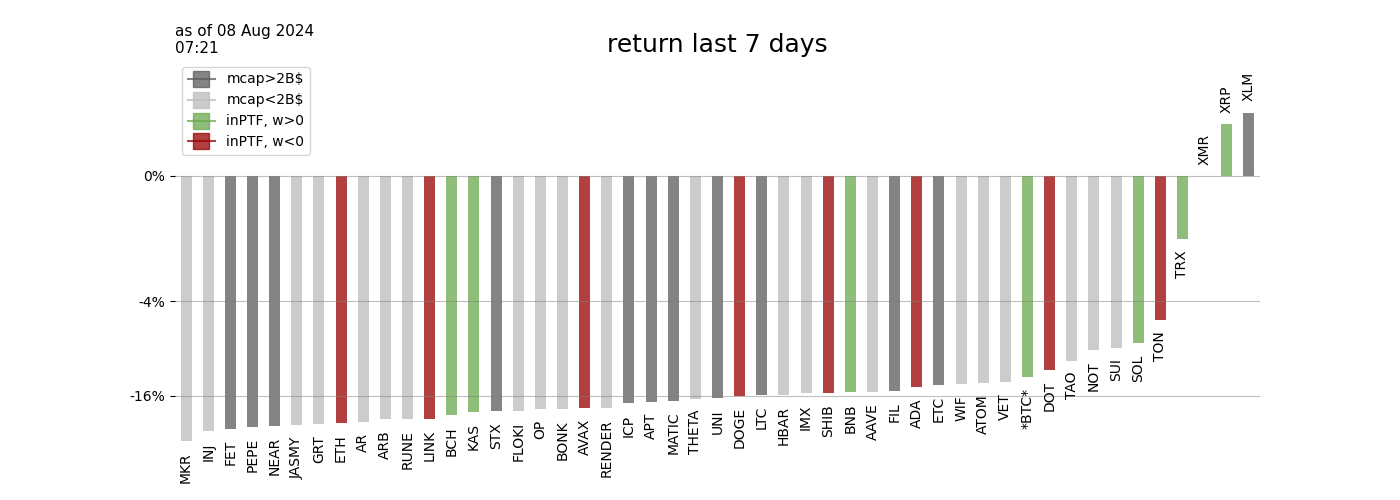 as of 08 Aug 2024
07:21
return last 7 days
mcap>2B$
mcap<2B$
inPTF, w>0
inPTF, w<0
0%
-4%
-16%
MKR
INJ
FET
PEPE
NEAR
JASMY
GRT
ETH
AR
ARB
RUNE
LINK
BCH
KAS
STX
FLOKI
OP
BONK
AVAX
RENDER
ICP
APT
MATIC
THETA
UNI
DOGE
LTC
HBAR
IMX
SHIB
BNB
AAVE
FIL
ADA
ETC
WIF
ATOM
VET
*BTC*
DOT
TAO
NOT
SUI
SOL
TON
TRX
XMR
XRP
XLM